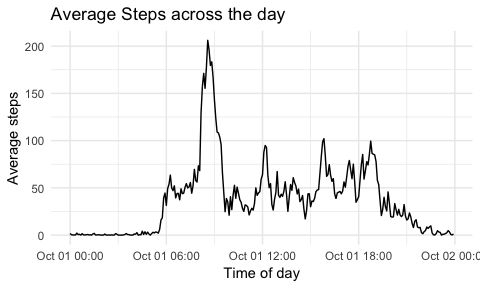 Average Steps across the day
200
150
100
50
0
Average steps
Oct 01 00:00 Oct 01 06:00 Oct 01 12:00 Oct 01 18:00 Oct 02 00:0
Time of day